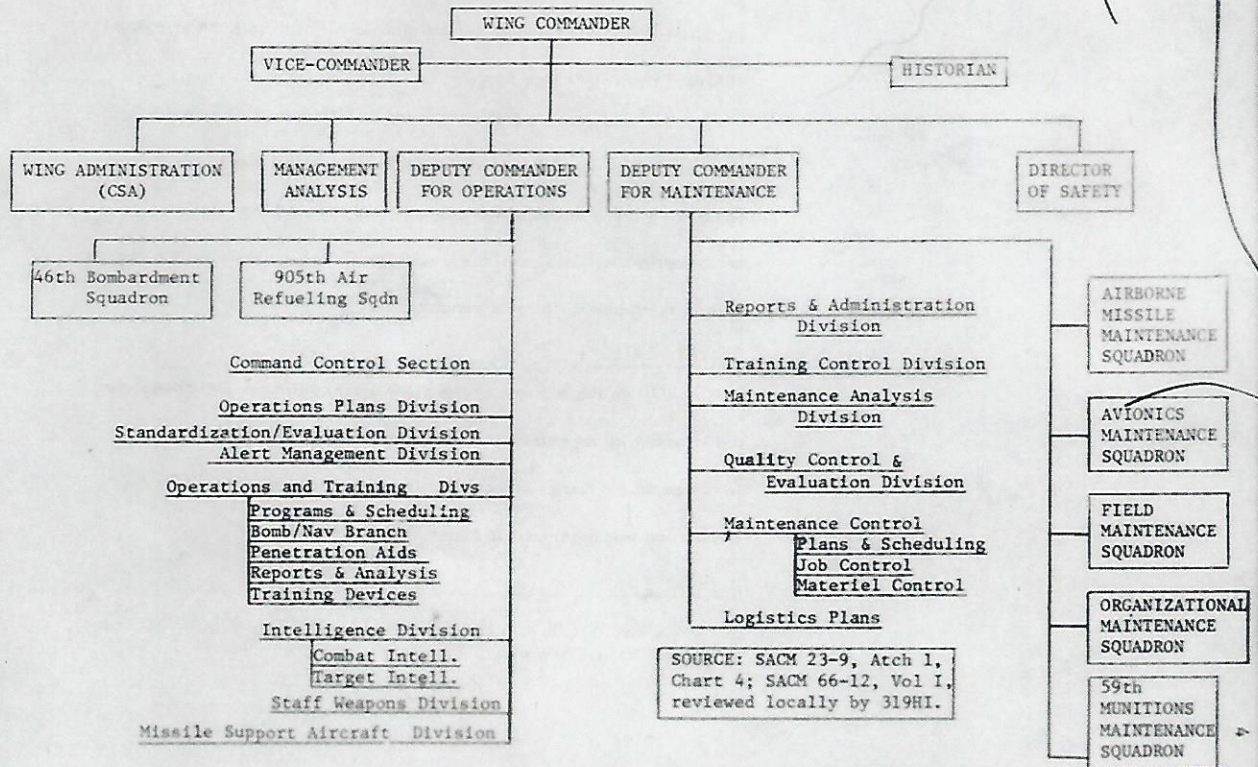 WING COMMANDER
VICE-COMMANDER
HISTORIAN
WING ADMINISTRATION
(CSA)
MANAGEMENT
ANALYSIS
DEPUTY COMMANDER
FOR OPERATIONS
DEPUTY COMMANDER
FOR MAINTENANCE
DIRECTOR
OF SAFETY
46th Bombardment
Squadron
905th Air
Refueling Sqdn
Command Control Section
Operations Plans Division
Standardization/Evaluation Division
Alert Management Division
Operations and Training Divs
Programs & Scheduling
Bomb/Nav Branch
Penetration Aids
Reports & Analysis
Training Devices
Intelligence Division
Combat Intell.
Target Intell.
Staff Weapons Division
Missile Support Aircraft Division
Reports & Administration
Division
Training Control Division
Maintenance Analysis
Division
Quality Control &
Evaluation Division
Maintenance Control
Plans & Scheduling
Job Control
Materiel Control
Logistics Plans
SOURCE: SACM 23-9, Atch 1,
Chart 4; SACM 66-12, Vol I,
reviewed locally by 319HI.
AIRBORNE
MISSILE
MAINTENANCE
SQUADRON
AVIONICS
MAINTENANCE
SQUADRON
FIELD
MAINTENANCE
SQUADRON
ORGANIZATIONAL
MAINTENANCE
SQUADRON
59th
MUNITIONS
MAINTENANCE
SQUADRON
4